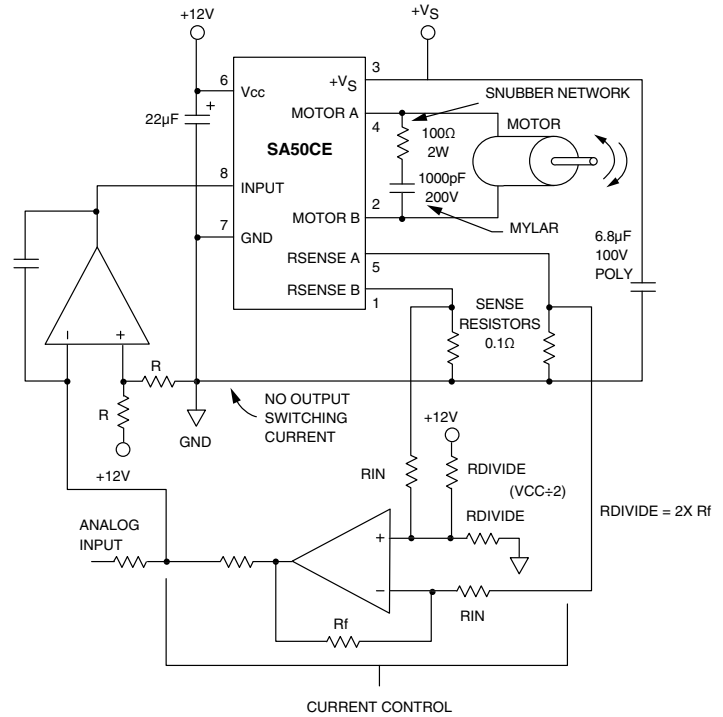 +12V
+VS
6
Vcc
3
+VS
22µF
+
SNUBBER NETWORK
MOTOR A
4
MOTOR
100Ω
2W
SA50CE
1000pF
200V
8
INPUT
2
MOTOR B
MYLAR
7
GND
RSENSE A
5
6.8µF
100V
POLY
RSENSE B
1
SENSE
RESISTORS
0.1Ω
–
+
R
R
GND
NO OUTPUT
SWITCHING
CURRENT
+12V
+12V
RIN
RDIVIDE
(VCC÷2)
RDIVIDE
RDIVIDE = 2X Rf
ANALOG
INPUT
+
–
RIN
Rf
CURRENT CONTROL